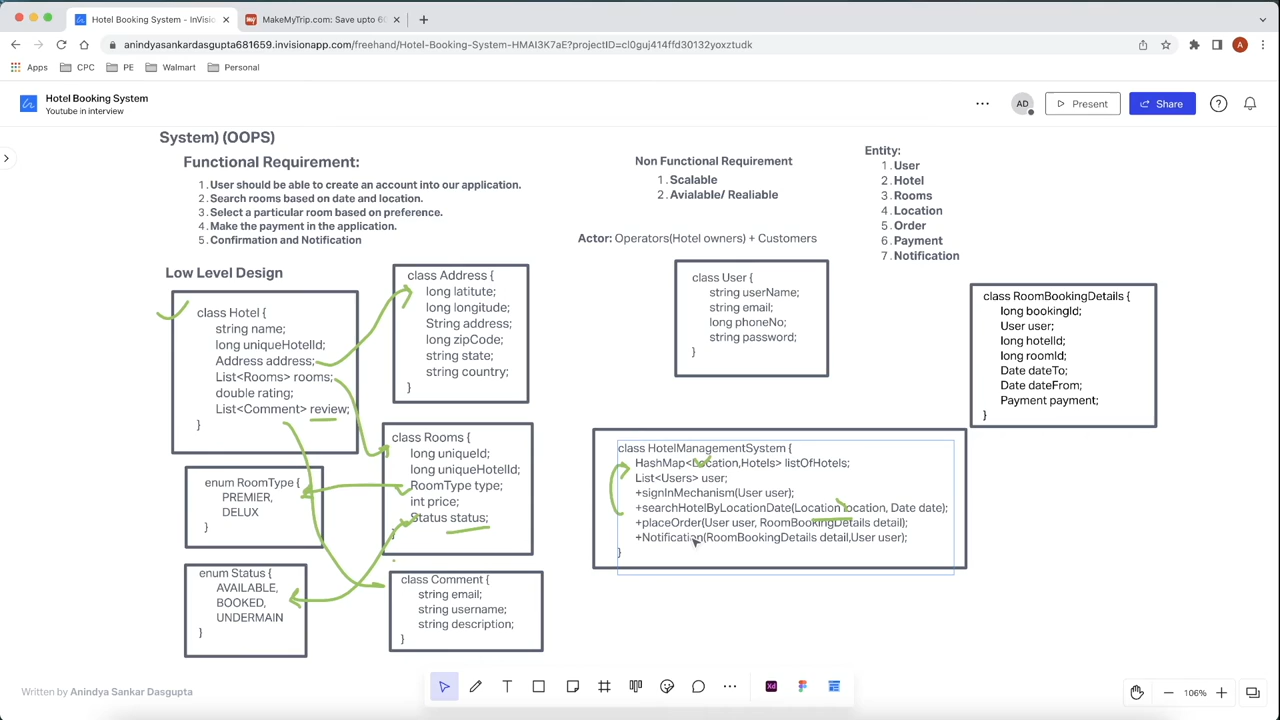 Hotel Booking System - InVisio
MakeMyTrip.com: Save upto 60
anindyasankardasgupta681659.invisionapp.com/freehand/Hotel-Booking-System-HMAI3K7aE?projectID=cl0guj414ffd30132yoxztudk
A
Apps
CPC
PE
Walmart
Personal
Hotel Booking System
Youtube in interview
AD
Present
Share
System) (OOPS)
Functional Requirement:
1. User should be able to create an account into our application.
2. Search rooms based on date and location.
3. Select a particular room based on preference.
4. Make the payment in the application.
5. Confirmation and Notification
Non Functional Requirement
1. Scalable
2. Avialable/ Realiable
Entity:
1. User
2. Hotel
3. Rooms
4. Location
5. Order
6. Payment
7. Notification
Actor: Operators(Hotel owners) + Customers
Low Level Design
class Hotel {
string name;
long uniqueHotelId;
Address address;
List<Rooms> rooms;
double rating;
List<Comment> review;
}
class Address {
long latitute;
long longitude;
String address;
long zipCode;
string state;
string country;
}
class User {
string userName;
string email;
long phoneNo;
string password;
}
class RoomBookingDetails {
long bookingId;
User user;
long hotelId;
long roomId;
Date dateTo;
Date dateFrom;
Payment payment;
}
class Rooms {
long uniqueId;
long uniqueHotelId;
RoomType type;
int price;
Status status;
}
class HotelManagementSystem {
HashMap<Location,Hotels> listOfHotels;
List<Users> user;
+signInMechanism(User user);
+searchHotelByLocationDate(Location location, Date date);
+placeOrder(User user, RoomBookingDetails detail);
+Notification(RoomBookingDetails detail,User user);
}
enum RoomType {
PREMIER,
DELUX
}
enum Status {
AVAILABLE,
BOOKED,
UNDERMAIN
}
class Comment {
string email;
string username;
string description;
}
Written by Anindya Sankar Dasgupta
Xd
106%